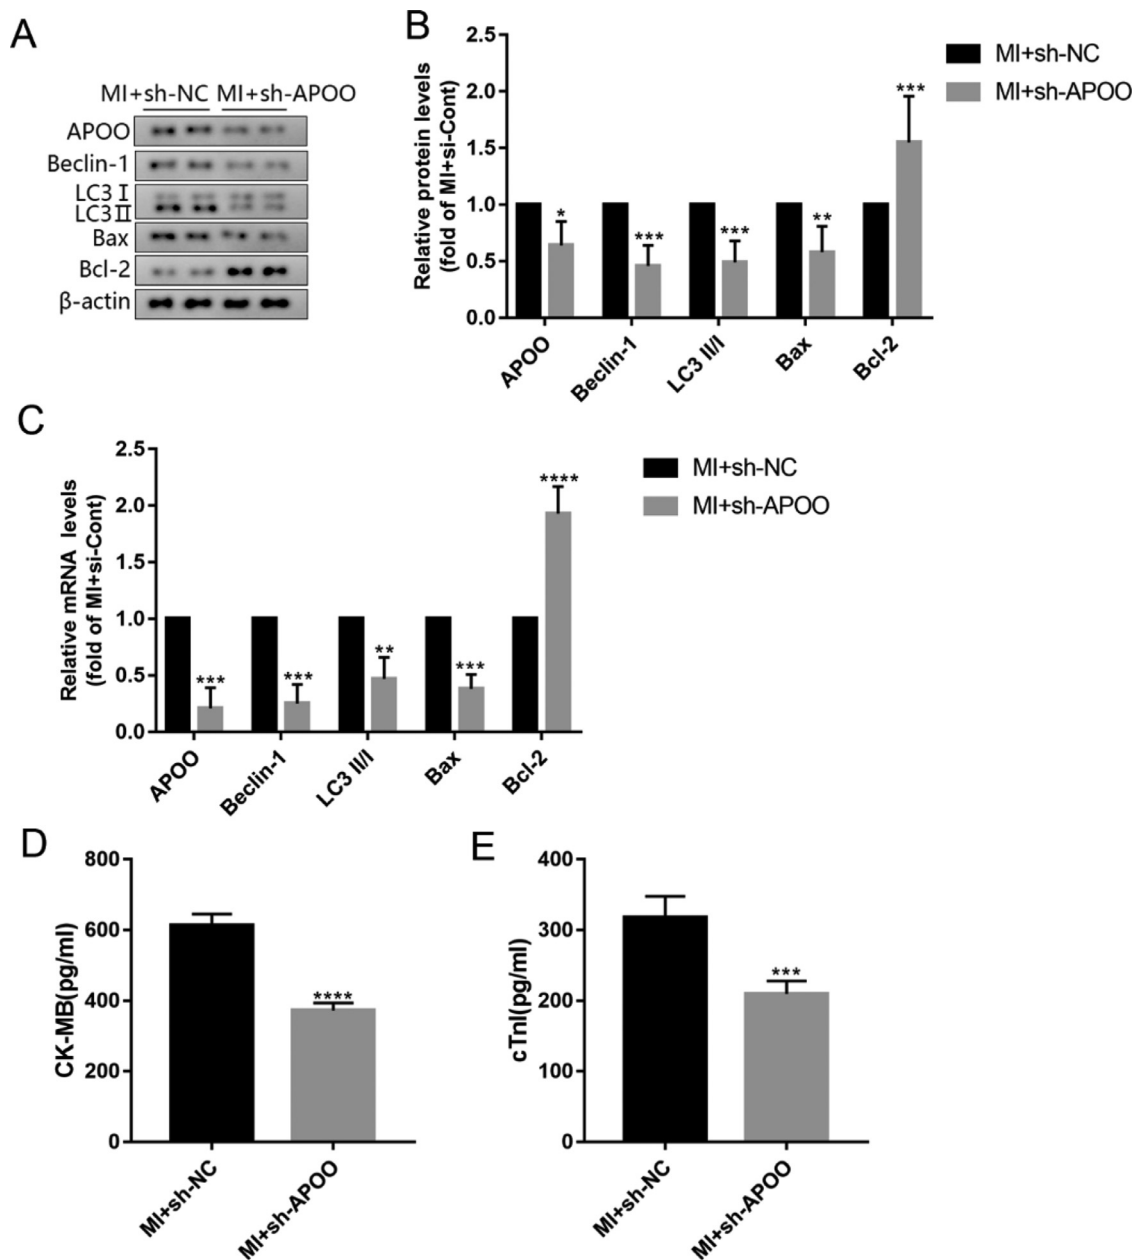 A
MI+sh-NC MI+sh-APOO
APOO
Beclin-1
LC3 I
LC3 II
Bax
Bcl-2
β-actin
B
Relative protein levels
(fold of MI+si-Cont)
2.5
2.0
1.5
1.0
0.5
0.0
*
***
***
**
***
APOO
Beclin-1
LC3 II/I
Bax
Bcl-2
MI+sh-NC
MI+sh-APOO
C
Relative mRNA levels
(fold of MI+si-Cont)
2.5
2.0
1.5
1.0
0.5
0.0
***
***
**
***
****
APOO
Beclin-1
LC3 II/I
Bax
Bcl-2
MI+sh-NC
MI+sh-APOO
D
CK-MB(pg/ml)
800
600
400
200
0
****
MI+sh-NC
MI+sh-APOO
E
cTnI(pg/ml)
400
300
200
100
0
***
MI+sh-NC
MI+sh-APOO